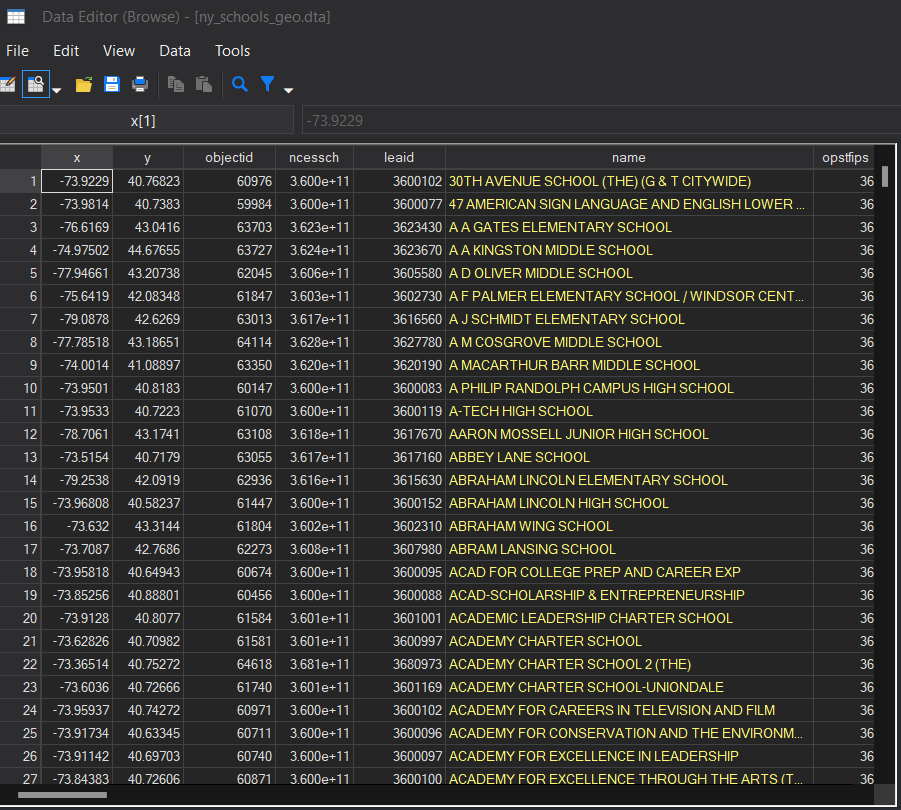 Data Editor (Browse) - [ny_schools_geo.dta]
File Edit View Data Tools
x[1] -73.9229
x y objectid ncessch leaid name opstfips
1 -73.9229 40.76823 60976 3.600e+11 3600102 30TH AVENUE SCHOOL (THE) (G & T CITYWIDE) 36
2 -73.9814 40.7383 59984 3.600e+11 3600077 47 AMERICAN SIGN LANGUAGE AND ENGLISH LOWER ... 36
3 -76.6169 43.0416 63703 3.623e+11 3623430 A A GATES ELEMENTARY SCHOOL 36
4 -74.97502 44.67655 63727 3.624e+11 3623670 A A KINGSTON MIDDLE SCHOOL 36
5 -77.94661 43.20738 62045 3.606e+11 3605580 A D OLIVER MIDDLE SCHOOL 36
6 -75.6419 42.08348 61847 3.603e+11 3602730 A F PALMER ELEMENTARY SCHOOL / WINDSOR CENT... 36
7 -79.0878 42.6269 63013 3.617e+11 3616560 A J SCHMIDT ELEMENTARY SCHOOL 36
8 -77.78518 43.18651 64114 3.628e+11 3627780 A M COSGROVE MIDDLE SCHOOL 36
9 -74.0014 41.08897 63350 3.620e+11 3620190 A MACARTHUR BARR MIDDLE SCHOOL 36
10 -73.9501 40.8183 60147 3.600e+11 3600083 A PHILIP RANDOLPH CAMPUS HIGH SCHOOL 36
11 -73.9533 40.7223 61070 3.600e+11 3600119 A-TECH HIGH SCHOOL 36
12 -78.7061 43.1741 63108 3.618e+11 3617670 AARON MOSSELL JUNIOR HIGH SCHOOL 36
13 -73.5154 40.7179 63055 3.617e+11 3617160 ABBEY LANE SCHOOL 36
14 -79.2538 42.0919 62936 3.616e+11 3615630 ABRAHAM LINCOLN ELEMENTARY SCHOOL 36
15 -73.96808 40.58237 61447 3.600e+11 3600152 ABRAHAM LINCOLN HIGH SCHOOL 36
16 -73.632 43.3144 61804 3.602e+11 3602310 ABRAHAM WING SCHOOL 36
17 -73.7087 42.7686 62273 3.608e+11 3607980 ABRAM LANSING SCHOOL 36
18 -73.95818 40.64943 60674 3.600e+11 3600095 ACAD FOR COLLEGE PREP AND CAREER EXP 36
19 -73.85256 40.88801 60456 3.600e+11 3600088 ACAD-SCHOLARSHIP & ENTREPRENEURSHIP 36
20 -73.9128 40.8077 61584 3.601e+11 3601001 ACADEMIC LEADERSHIP CHARTER SCHOOL 36
21 -73.62826 40.70982 61581 3.601e+11 3600997 ACADEMY CHARTER SCHOOL 36
22 -73.36514 40.75272 64618 3.681e+11 3680973 ACADEMY CHARTER SCHOOL 2 (THE) 36
23 -73.6036 40.72666 61740 3.601e+11 3601169 ACADEMY CHARTER SCHOOL-UNIONDALE 36
24 -73.95937 40.74272 60971 3.600e+11 3600102 ACADEMY FOR CAREERS IN TELEVISION AND FILM 36
25 -73.91734 40.63345 60711 3.600e+11 3600096 ACADEMY FOR CONSERVATION AND THE ENVIRONM... 36
26 -73.91142 40.69703 60740 3.600e+11 3600097 ACADEMY FOR EXCELLENCE IN LEADERSHIP 36
27 -73.84383 40.72606 60871 3.600e+11 3600100 ACADEMY FOR EXCELLENCE THROUGH THE ARTS (T... 36